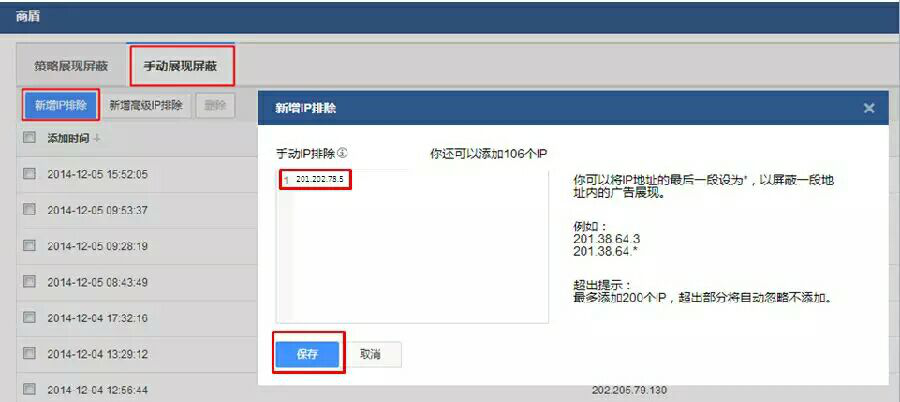 商盾
策略展现屏蔽
手动展现屏蔽
新增IP排除
新增高级IP排除
删除
添加时间
2014-12-05 15:52:05
2014-12-05 09:53:37
2014-12-05 09:28:19
2014-12-05 08:43:49
2014-12-04 17:32:16
2014-12-04 13:29:12
2014-12-04 12:56:44
202.205.79.130
新增IP排除
手动IP排除
你还可以添加106个IP
1 201.202.78.5
你可以将IP地址的最后一段设为*，以屏蔽一段地
址内的广告展现。
例如：
201.38.64.3
201.38.64.*
超出提示：
最多添加200个IP，超出部分将自动忽略不添加。
保存
取消